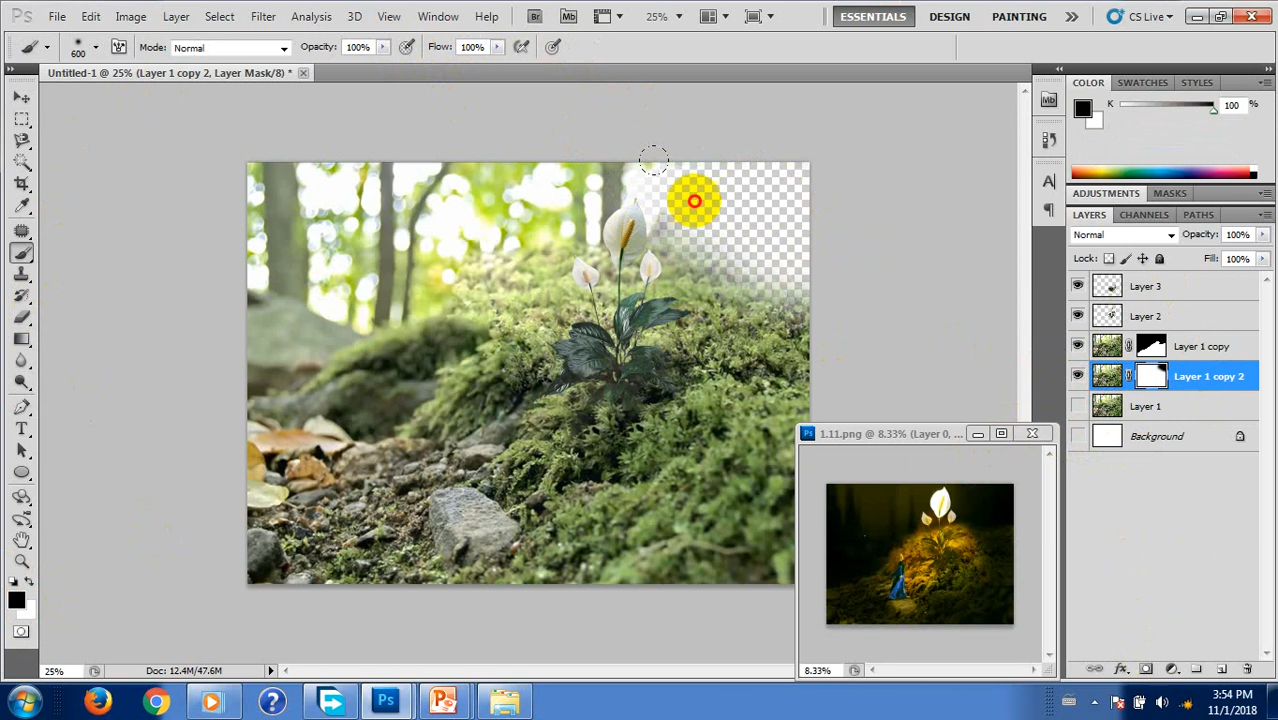 Ps File Edit Image Layer Select Filter Analysis 3D View Window Help Br Mb 25% ESSENTIALS DESIGN PAINTING CS Live
600 Mode: Normal Opacity: 100% Flow: 100%
Untitled-1 @ 25% (Layer 1 copy 2, Layer Mask/8) *
COLOR SWATCHES STYLES
Mb
K 100 %
A
ADJUSTMENTS MASKS
LAYERS CHANNELS PATHS
Normal Opacity: 100%
Lock: Fill: 100%
Layer 3
Layer 2
Layer 1 copy
Layer 1 copy 2
Layer 1
Background
T
Ps 1.11.png @ 8.33% (Layer 0, ...
8.33%
25% Doc: 12.4M/47.6M
Ps
3:54 PM
11/1/2018